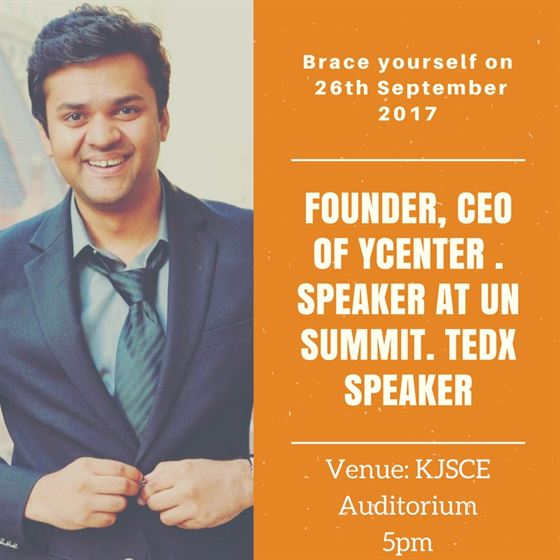 Brace yourself on
26th September
2017
FOUNDER, CEO
OF YCENTER .
SPEAKER AT UN
SUMMIT. TEDX
SPEAKER
Venue: KJSCE
Auditorium
5pm